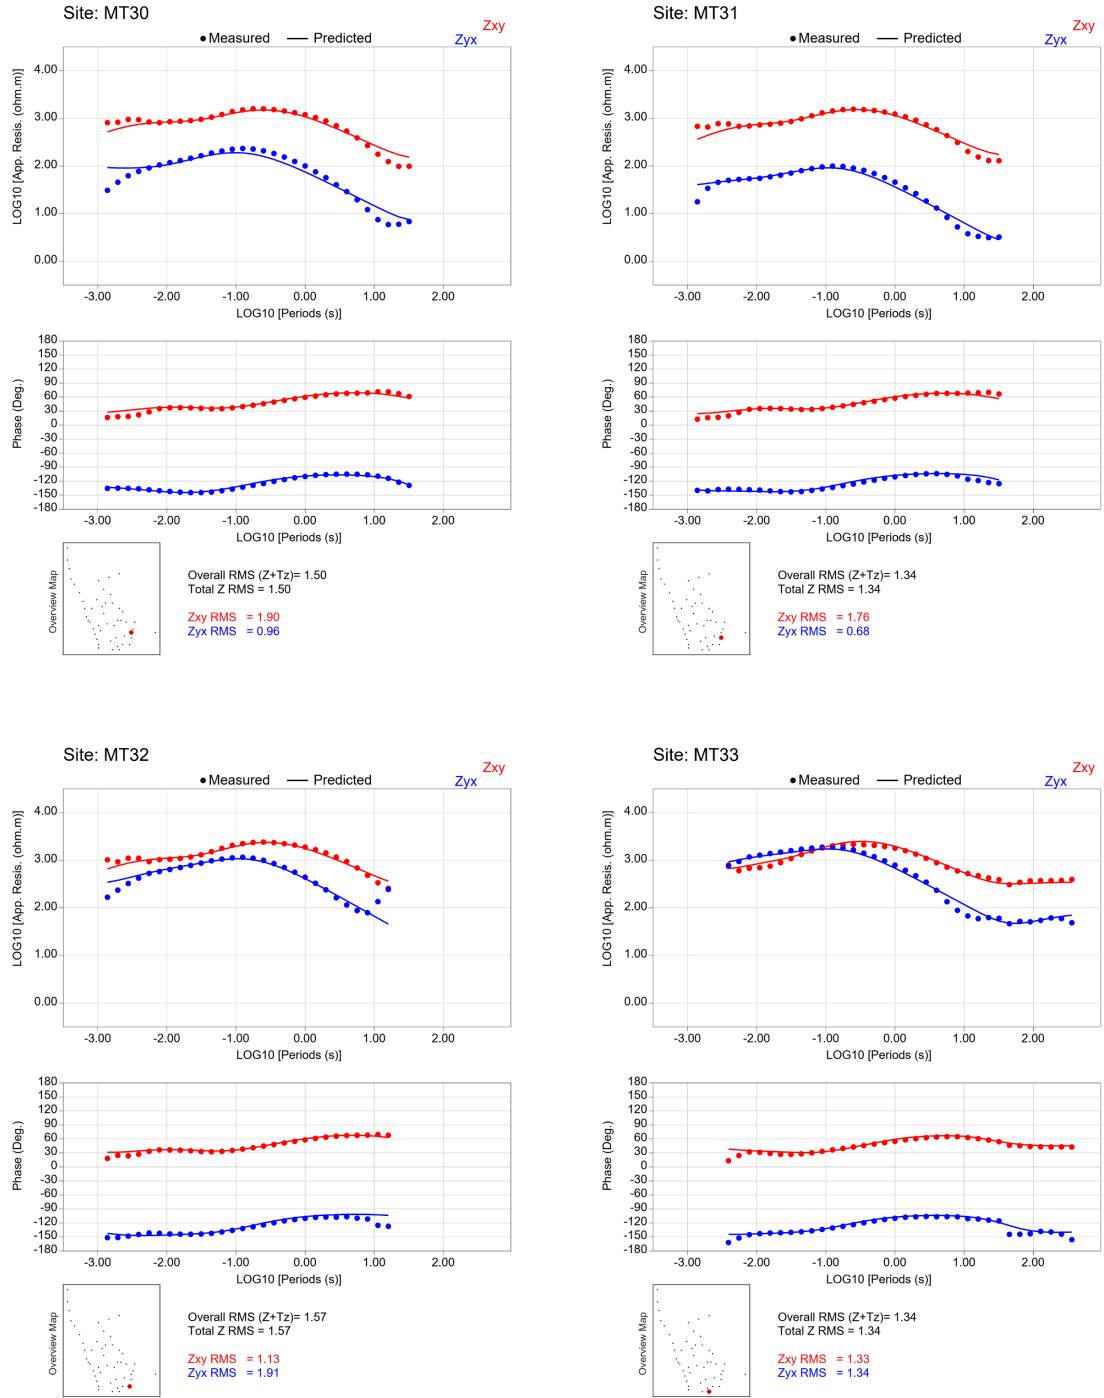 Site: MT30
Zxy
Measured
Predicted
Zyx
LOG10 [App. Resis. (ohm.m)]
4.00
3.00
2.00
1.00
0.00
-3.00 -2.00 -1.00 0.00 1.00 2.00
LOG10 [Periods (s)]
Phase (Deg.)
180
150
120
90
60
30
0
-30
-60
-90
-120
-150
-180
-3.00 -2.00 -1.00 0.00 1.00 2.00
LOG10 [Periods (s)]
Overview Map
Overall RMS (Z+Tz)= 1.50
Total Z RMS = 1.50
Zxy RMS = 1.90
Zyx RMS = 0.96
Site: MT31
Zxy
Measured
Predicted
Zyx
LOG10 [App. Resis. (ohm.m)]
4.00
3.00
2.00
1.00
0.00
-3.00 -2.00 -1.00 0.00 1.00 2.00
LOG10 [Periods (s)]
Phase (Deg.)
180
150
120
90
60
30
0
-30
-60
-90
-120
-150
-180
-3.00 -2.00 -1.00 0.00 1.00 2.00
LOG10 [Periods (s)]
Overview Map
Overall RMS (Z+Tz)= 1.34
Total Z RMS = 1.34
Zxy RMS = 1.76
Zyx RMS = 0.68
Site: MT32
Zxy
Measured
Predicted
Zyx
LOG10 [App. Resis. (ohm.m)]
4.00
3.00
2.00
1.00
0.00
-3.00 -2.00 -1.00 0.00 1.00 2.00
LOG10 [Periods (s)]
Phase (Deg.)
180
150
120
90
60
30
0
-30
-60
-90
-120
-150
-180
-3.00 -2.00 -1.00 0.00 1.00 2.00
LOG10 [Periods (s)]
Overview Map
Overall RMS (Z+Tz)= 1.57
Total Z RMS = 1.57
Zxy RMS = 1.13
Zyx RMS = 1.91
Site: MT33
Zxy
Measured
Predicted
Zyx
LOG10 [App. Resis. (ohm.m)]
4.00
3.00
2.00
1.00
0.00
-3.00 -2.00 -1.00 0.00 1.00 2.00
LOG10 [Periods (s)]
Phase (Deg.)
180
150
120
90
60
30
0
-30
-60
-90
-120
-150
-180
-3.00 -2.00 -1.00 0.00 1.00 2.00
LOG10 [Periods (s)]
Overview Map
Overall RMS (Z+Tz)= 1.34
Total Z RMS = 1.34
Zxy RMS = 1.33
Zyx RMS = 1.34